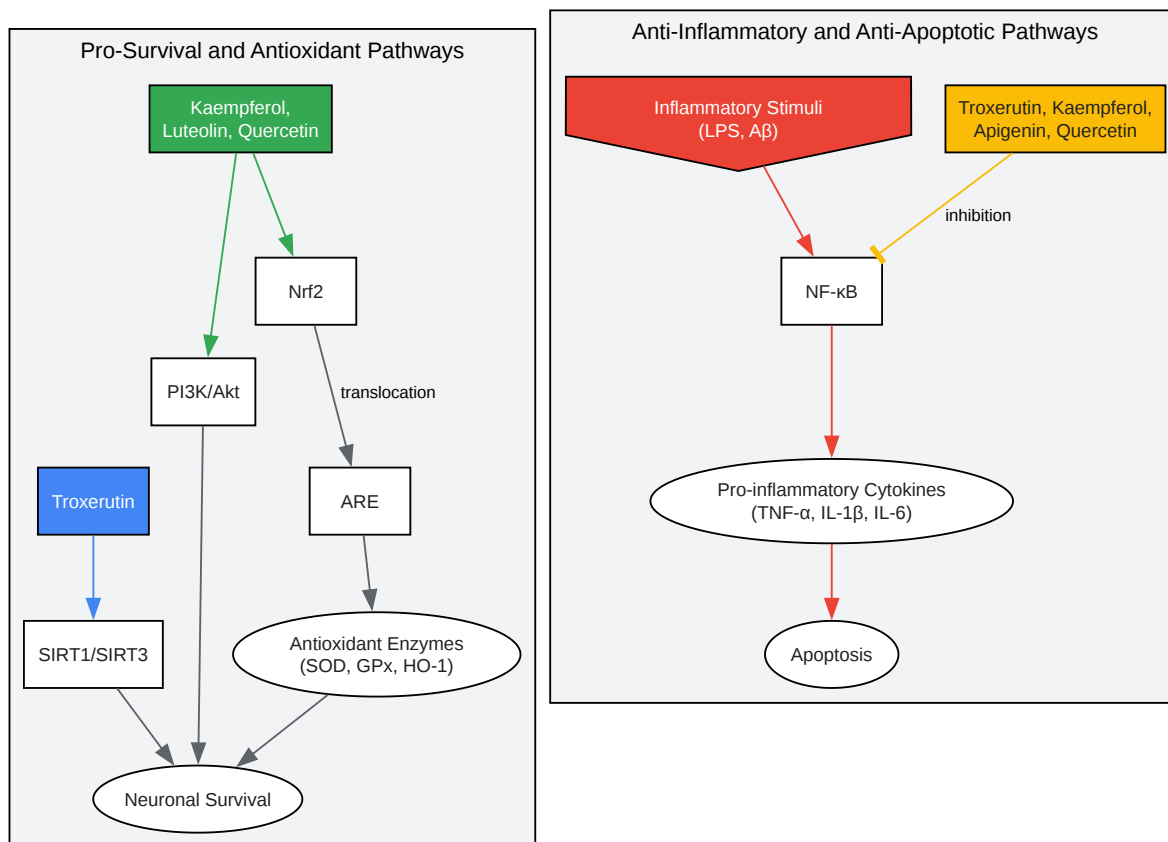 Pro-Survival and Antioxidant Pathways
Kaempferol,
Luteolin, Quercetin
Nrf2
PI3K/Akt
translocation
Troxerutin
ARE
SIRT1/SIRT3
Antioxidant Enzymes
(SOD, GPx, HO-1)
Neuronal Survival
Anti-Inflammatory and Anti-Apoptotic Pathways
Inflammatory Stimuli
(LPS, Aβ)
Troxerutin, Kaempferol,
Apigenin, Quercetin
inhibition
NF-κB
Pro-inflammatory Cytokines
(TNF-α, IL-1β, IL-6)
Apoptosis